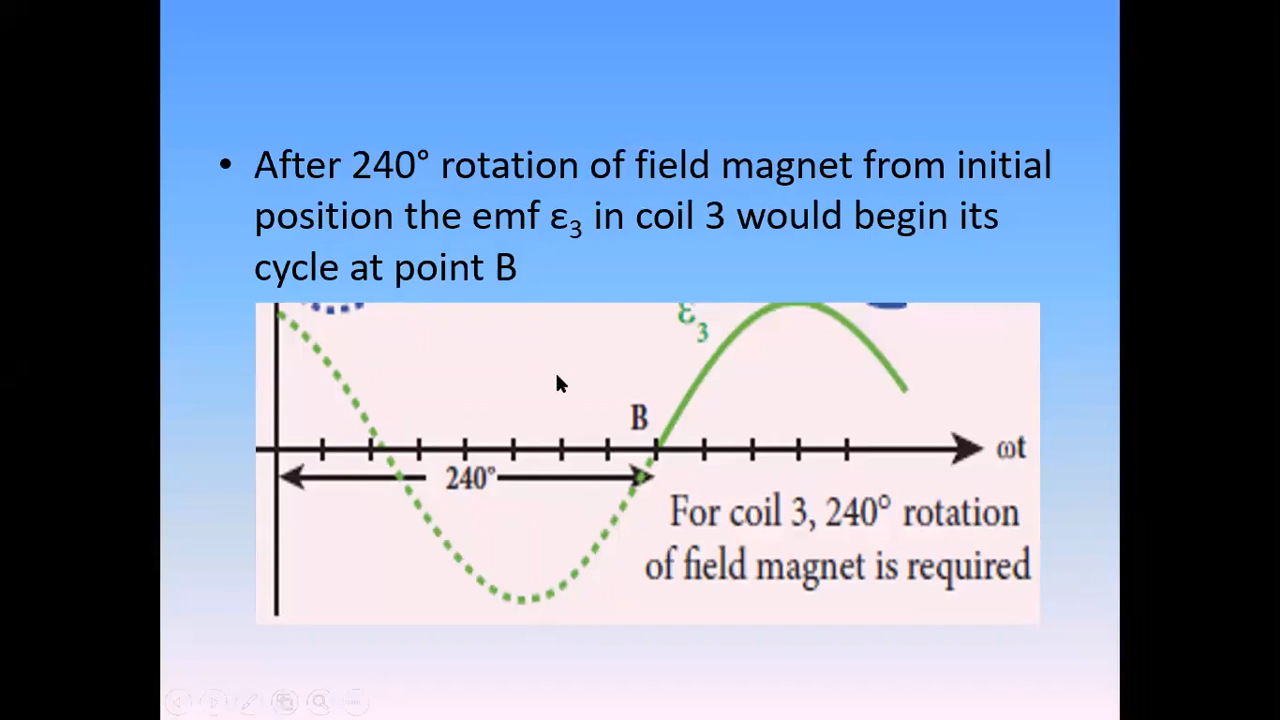 • After 240° rotation of field magnet from initial
position the emf ε₃ in coil 3 would begin its
cycle at point B
ε₃
B
ωt
240°
For coil 3, 240° rotation
of field magnet is required